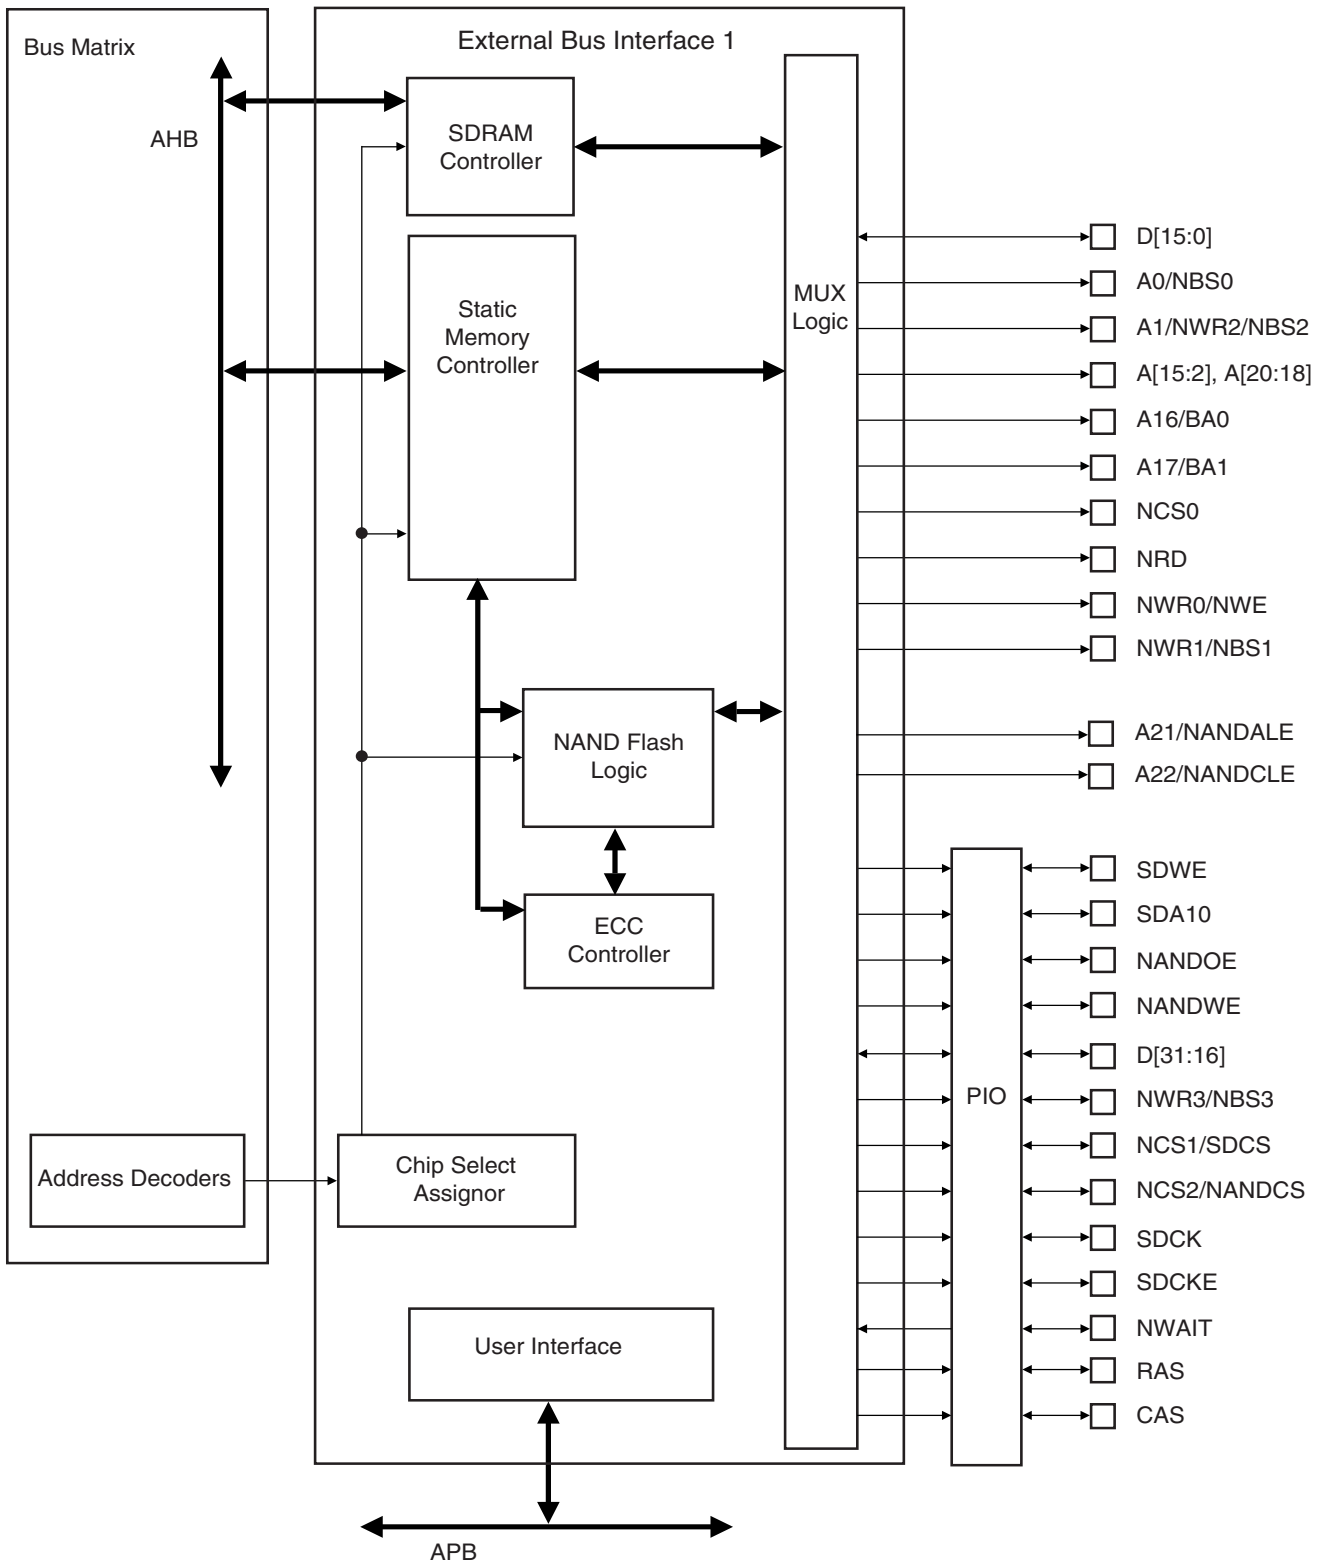 Bus Matrix
External Bus Interface 1
AHB
SDRAM
Controller
Static
Memory
Controller
MUX
Logic
NAND Flash
Logic
ECC
Controller
Address Decoders
Chip Select
Assignor
User Interface
APB
PIO
D[15:0]
A0/NBS0
A1/NWR2/NBS2
A[15:2], A[20:18]
A16/BA0
A17/BA1
NCS0
NRD
NWR0/NWE
NWR1/NBS1
A21/NANDALE
A22/NANDCLE
SDWE
SDA10
NANDOE
NANDWE
D[31:16]
NWR3/NBS3
NCS1/SDCS
NCS2/NANDCS
SDCK
SDCKE
NWAIT
RAS
CAS